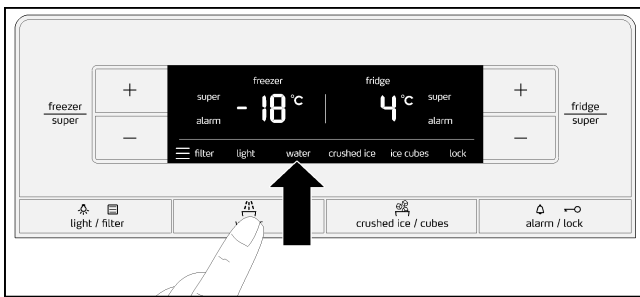 freezer fridge
+ super -18 °C 4 °C super +
freezer fridge
super super
alarm alarm
− −
filter light water crushed ice ice cubes lock
light / filter crushed ice / cubes alarm / lock